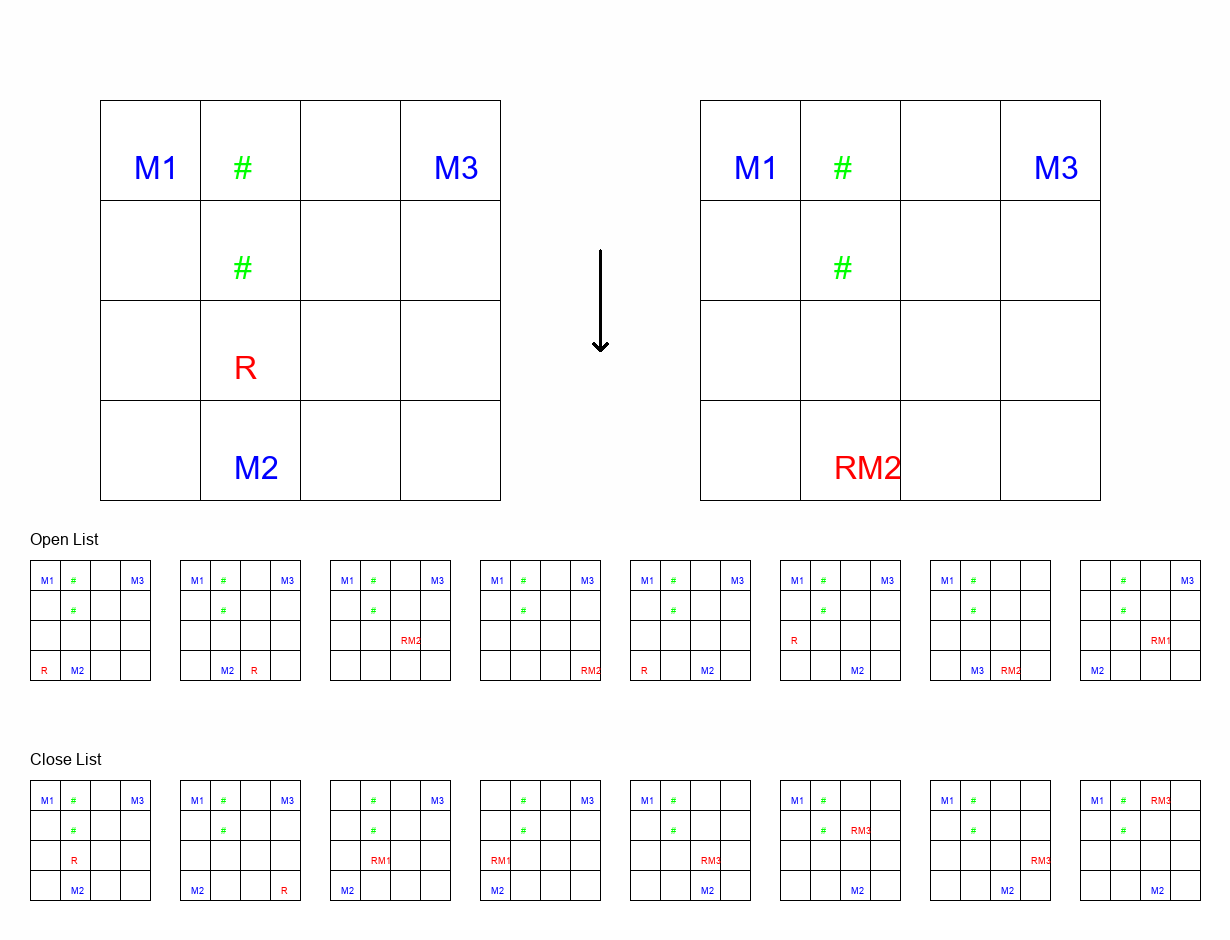 M1 # M3 M1 # M3
# #
R
M2 RM2
Open List
M1 # M3 M1 # M3 M1 # M3 M1 # M3 M1 # M3 M1 # M3 M1 # # M3
# # # # # # # #
RM2 R RM1
R M2 M2 R RM2 R M2 M2 M3 RM2 M2
Close List
M1 # M3 M1 # M3 # M3 # M3 M1 # M1 # M1 # M1 # RM3
# # # # # # RM3 # #
R RM1 RM1 RM3 RM3
M2 M2 R M2 M2 M2 M2 M2 M2